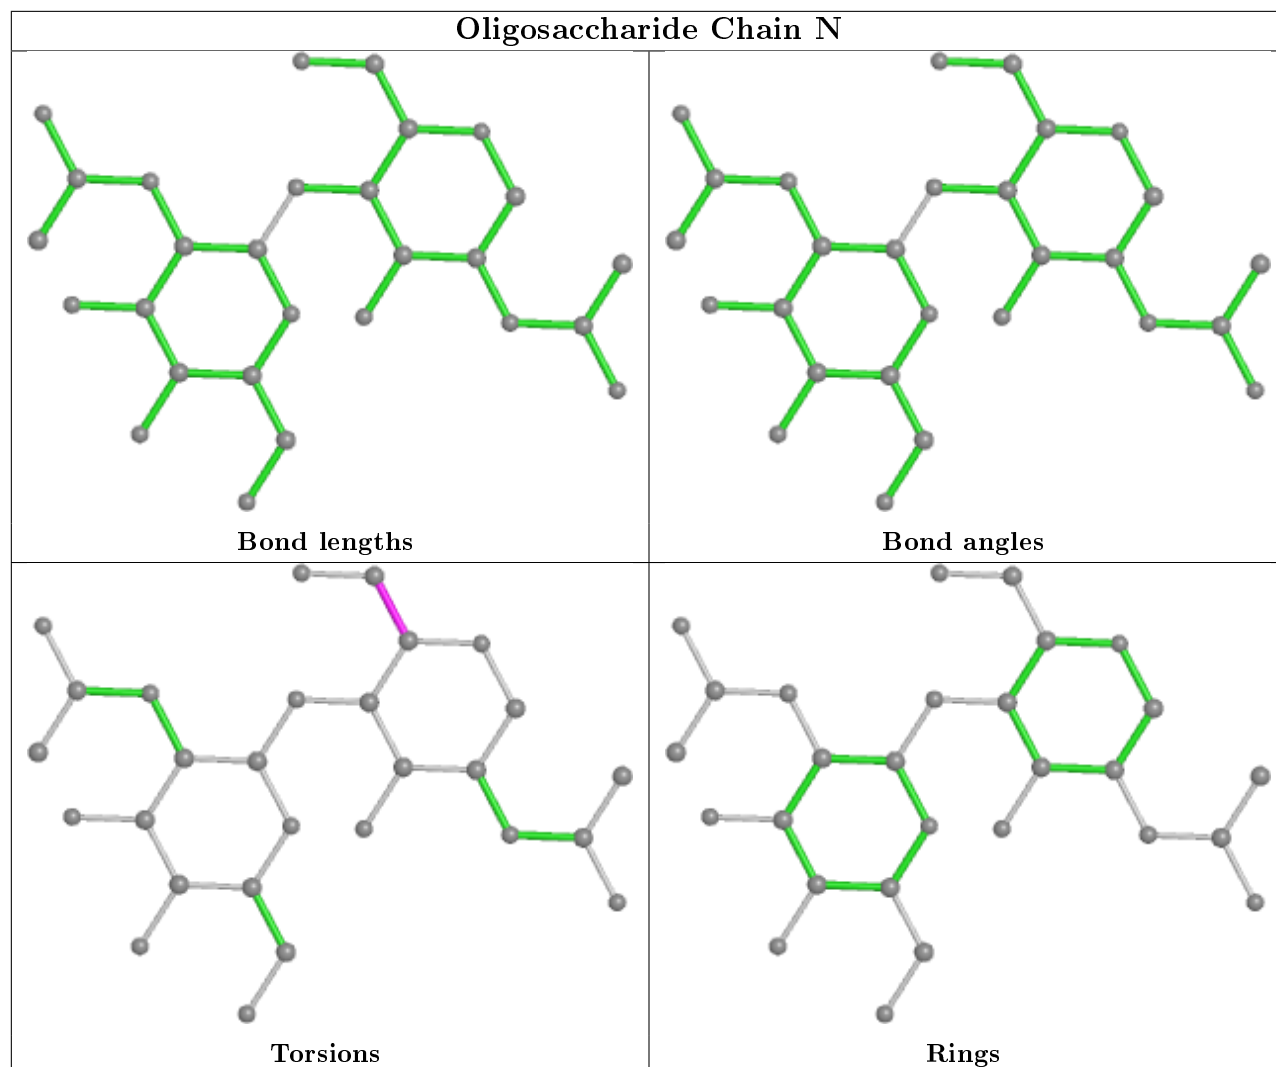 Oligosaccharide Chain N
Bond lengths
Bond angles
Torsions
Rings